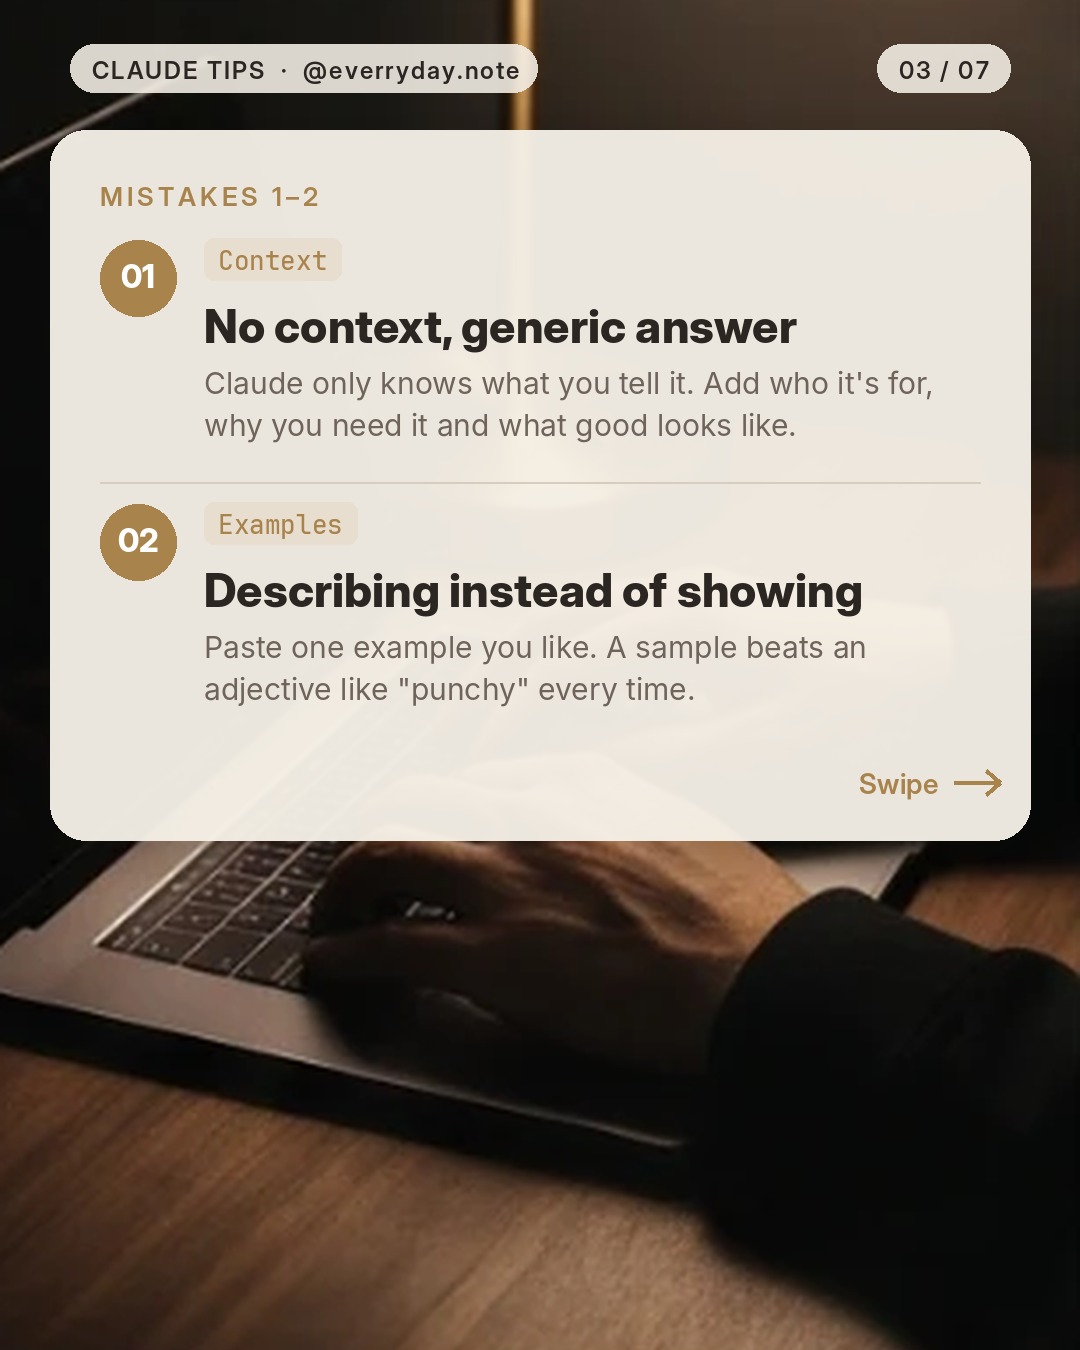 CLAUDE TIPS · @everryday.note
03 / 07
MISTAKES 1–2
01
Context
No context, generic answer
Claude only knows what you tell it. Add who it's for,
why you need it and what good looks like.
02
Examples
Describing instead of showing
Paste one example you like. A sample beats an
adjective like "punchy" every time.
Swipe